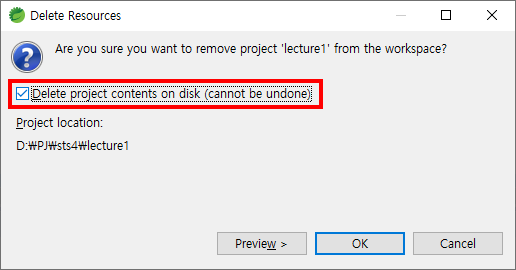 Delete Resources
Are you sure you want to remove project 'lecture1' from the workspace?
Delete project contents on disk (cannot be undone)
Project location:
D:₩PJ₩sts4₩lecture1
Preview >
OK
Cancel